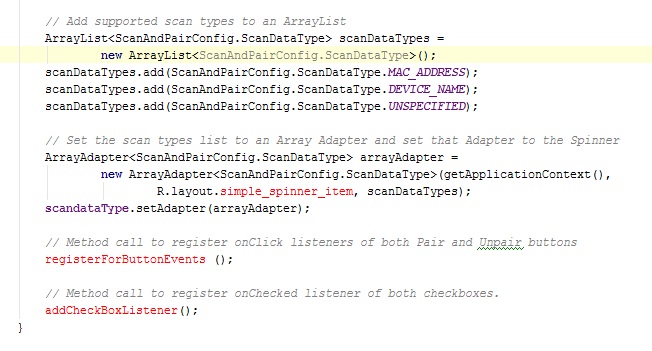 // Add supported scan types to an ArrayList
ArrayList<ScanAndPairConfig.ScanDataType> scanDataTypes =
new ArrayList<ScanAndPairConfig.ScanDataType>();
scanDataTypes.add(ScanAndPairConfig.ScanDataType.MAC_ADDRESS);
scanDataTypes.add(ScanAndPairConfig.ScanDataType.DEVICE_NAME);
scanDataTypes.add(ScanAndPairConfig.ScanDataType.UNSPECIFIED);
// Set the scan types list to an Array Adapter and set that Adapter to the Spinner
ArrayAdapter<ScanAndPairConfig.ScanDataType> arrayAdapter =
new ArrayAdapter<ScanAndPairConfig.ScanDataType>(getApplicationContext(),
R.layout.simple_spinner_item, scanDataTypes);
scandataType.setAdapter(arrayAdapter);
// Method call to register onClick listeners of both Pair and Unpair buttons
registerForButtonEvents ();
// Method call to register onChecked listener of both checkboxes.
addCheckBoxListener();
}